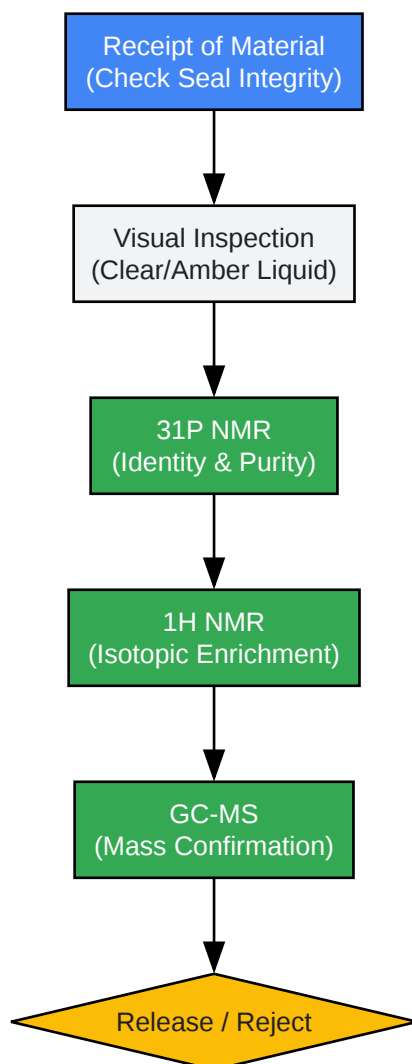 Receipt of Material
(Check Seal Integrity)
Visual Inspection
(Clear/Amber Liquid)
31P NMR
(Identity & Purity)
1H NMR
(Isotopic Enrichment)
GC-MS
(Mass Confirmation)
Release / Reject